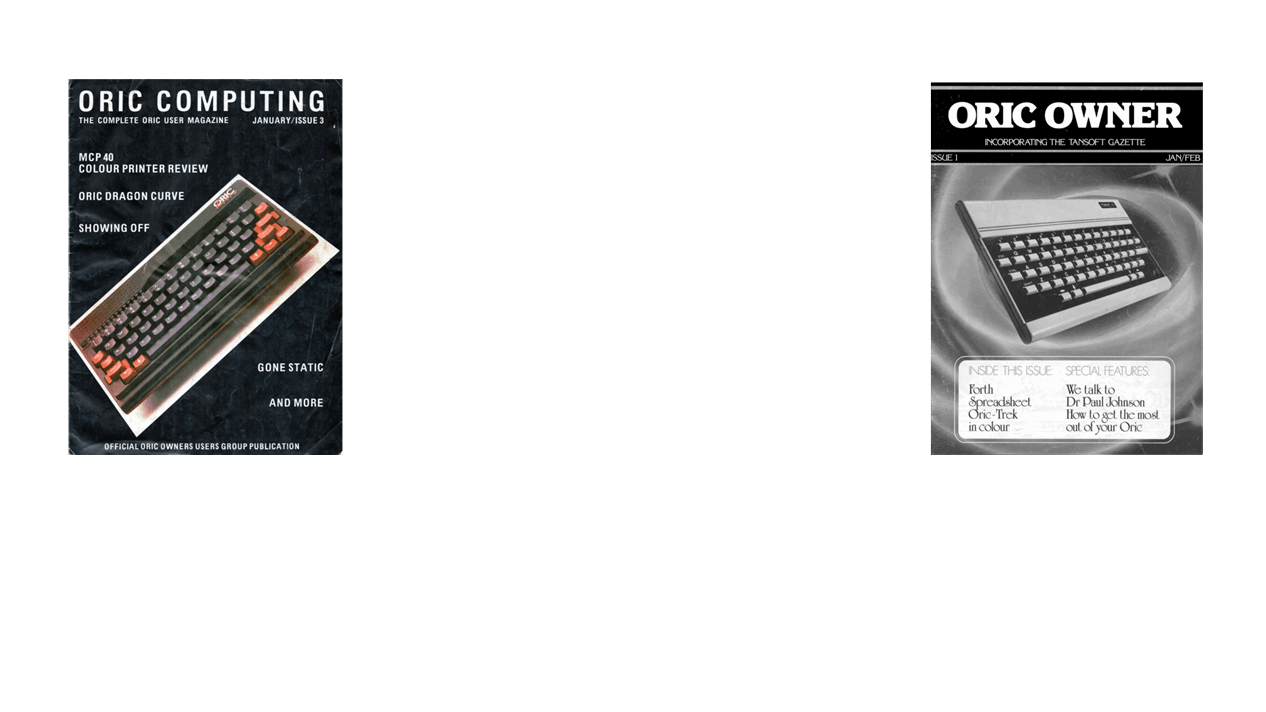 ORIC COMPUTING
THE COMPLETE ORIC USER MAGAZINE JANUARY/ISSUE 3
MCP 40
COLOUR PRINTER REVIEW
ORIC DRAGON CURVE
SHOWING OFF
ORIC
GONE STATIC
AND MORE
OFFICIAL ORIC OWNERS USERS GROUP PUBLICATION
ORIC OWNER
INCORPORATING THE TANSOFT GAZETTE
ISSUE 1 JAN/FEB
INSIDE THIS ISSUE:
Forth
Spreadsheet
Oric-Trek
in colour
SPECIAL FEATURES:
We talk to
Dr Paul Johnson
How to get the most
out of your Oric